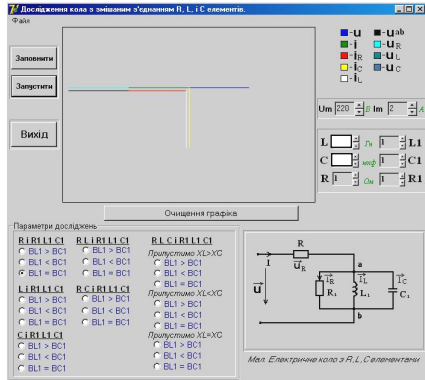 Дослідження кола з змішаним з'єднанням R, L, і C елементів.
Файл
Заповнити
Запустити
Вихід
-u -uab
-i -uR
-iR -uL
-iC -uC
-iL
Um 220 В Im 2 А
L Гн 1 L1
C мкф 1 C1
R 1 Ом 1 R1
Очищення графіка
Параметри досліджень
R i R1 L1 C1
BL1 > BC1
BL1 < BC1
BL1 = BC1
L i R1 L1 C1
BL1 > BC1
BL1 < BC1
BL1 = BC1
C i R1 L1 C1
BL1 > BC1
BL1 < BC1
BL1 = BC1
R L i R1 L1 C1
BL1 > BC1
BL1 < BC1
BL1 = BC1
R C i R1 L1 C1
BL1 > BC1
BL1 < BC1
BL1 = BC1
R L C i R1 L1 C1
Припустимо XL>XC
BL1 > BC1
BL1 < BC1
BL1 = BC1
Припустимо XL<XC
BL1 > BC1
BL1 < BC1
BL1 = BC1
Припустимо XL=XC
BL1 > BC1
BL1 < BC1
BL1 = BC1
R
I uR a
iR iL iC
u R1 L1 C1
b
Мал. Електричне коло з R, L, C елементами